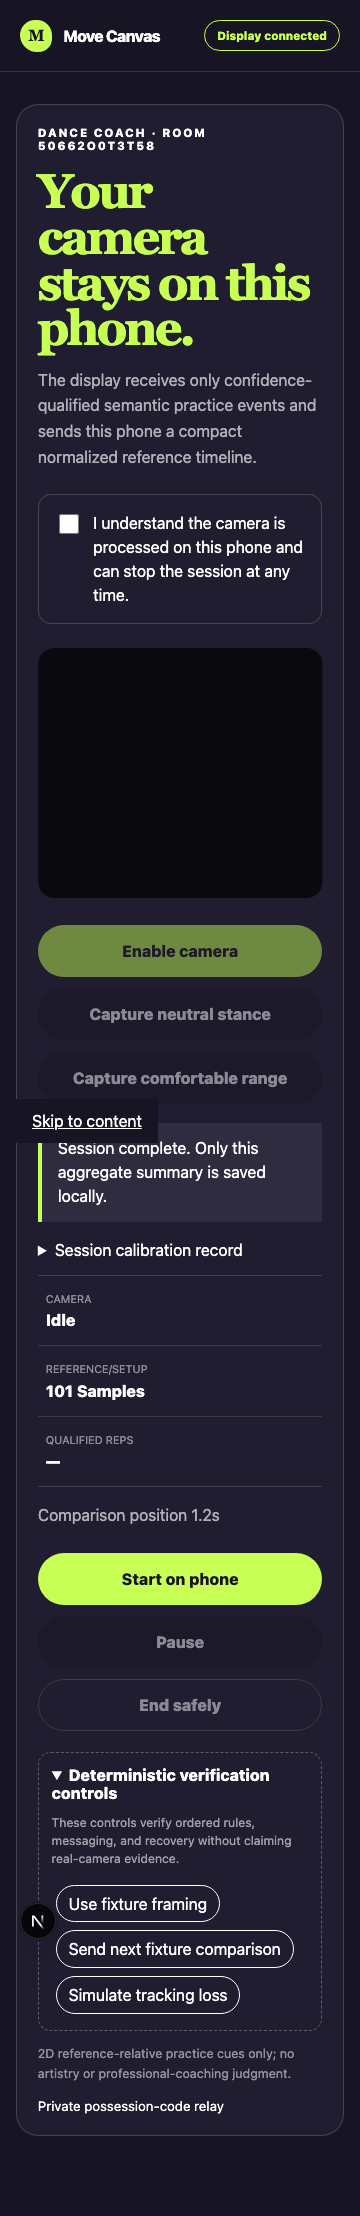 M Move Canvas Display connected
DANCE COACH · ROOM
50662O0T3T58
Your
camera
stays on this
phone.
The display receives only confidence-
qualified semantic practice events and
sends this phone a compact
normalized reference timeline.
I understand the camera is
processed on this phone and
can stop the session at any
time.
Enable camera
Capture neutral stance
Capture comfortable range
Skip to content
Session complete. Only this
aggregate summary is saved
locally.
Session calibration record
CAMERA
Idle
REFERENCE/SETUP
101 Samples
QUALIFIED REPS
—
Comparison position 1.2s
Start on phone
Pause
End safely
Deterministic verification
controls
These controls verify ordered rules,
messaging, and recovery without claiming
real-camera evidence.
Use fixture framing
N
Send next fixture comparison
Simulate tracking loss
2D reference-relative practice cues only; no
artistry or professional-coaching judgment.
Private possession-code relay